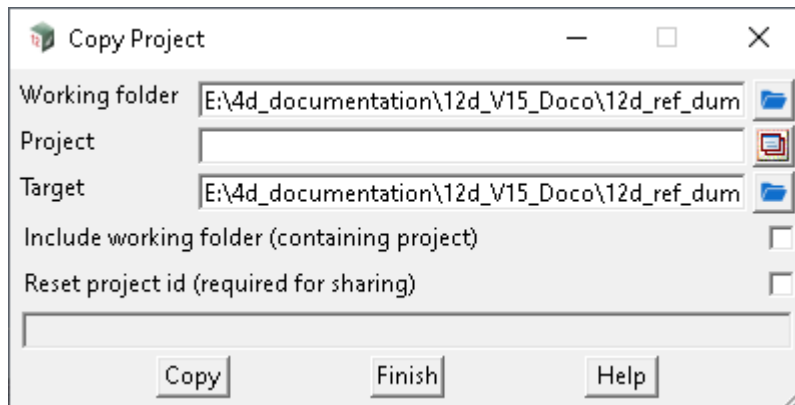 12 Copy Project
Working folder E:\4d_documentation\12d_V15_Doco\12d_ref_dum
Project
Target E:\4d_documentation\12d_V15_Doco\12d_ref_dum
Include working folder (containing project)
Reset project id (required for sharing)
Copy Finish Help